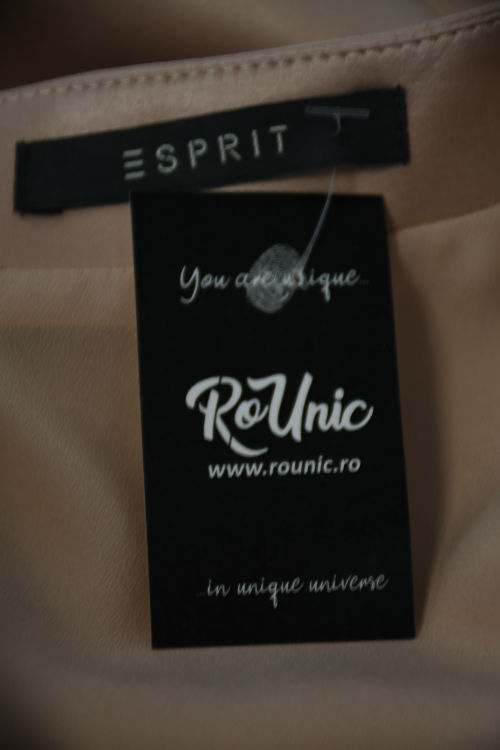 ESPRIT
You are unique...
RoUnic
www.rounic.ro
...in unique universe